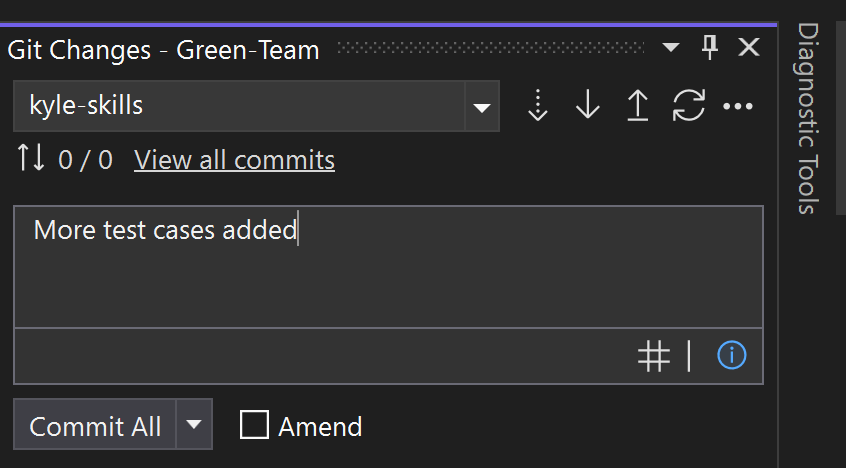 Git Changes - Green-Team
kyle-skills
0 / 0 View all commits
More test cases added
Commit All
Amend
Diagnostic Tools